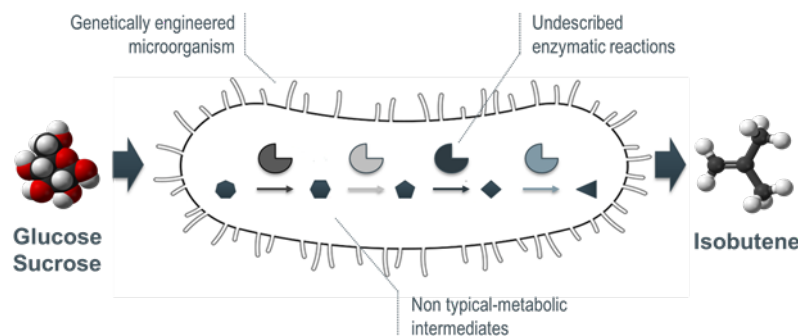 Genetically engineered
microorganism
Undescribed
enzymatic reactions
Glucose
Sucrose
Isobutene
Non typical-metabolic
intermediates